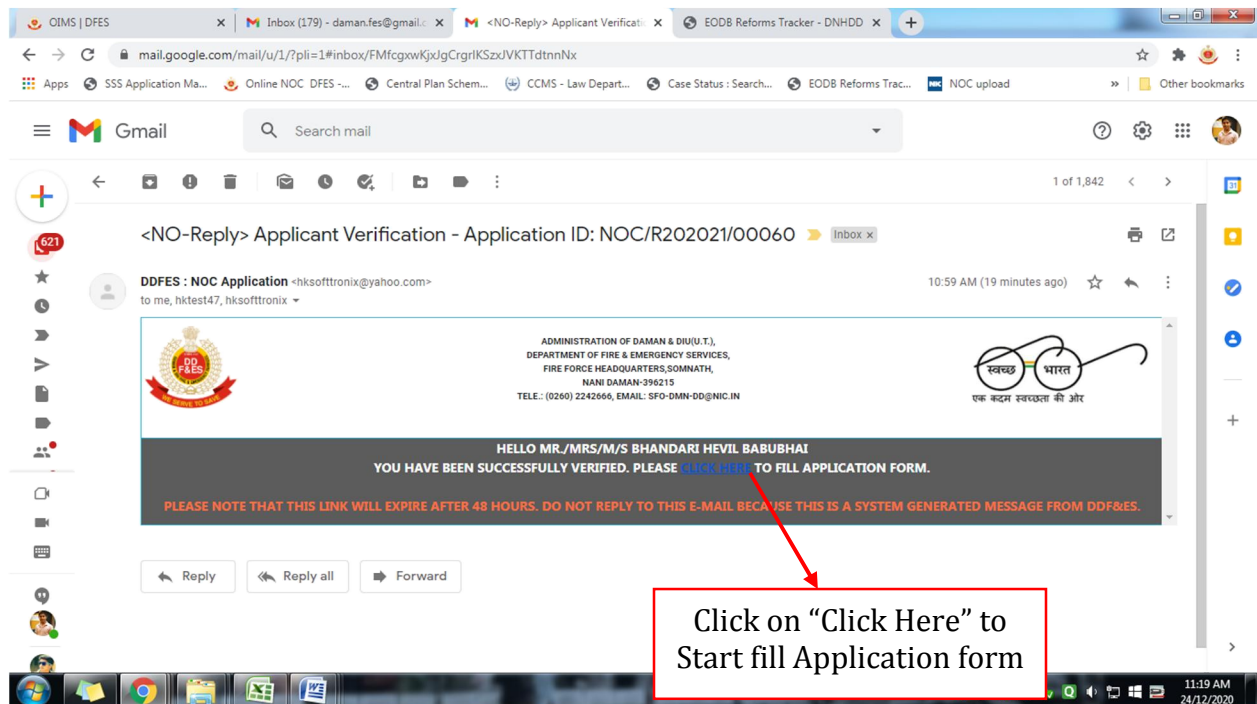 OIMS | DFES
Inbox (179) - daman.fes@gmail.c
<NO-Reply> Applicant Verificati
EODB Reforms Tracker - DNHDD
mail.google.com/mail/u/1/?pli=1#inbox/FMfcgxwKjxJgCrgrlKSzxJVKTTdtnnNx
Apps
SSS Application Ma...
Online NOC DFES -...
Central Plan Schem...
CCMS - Law Depart...
Case Status : Search...
EODB Reforms Trac...
NIC
NOC upload
»
Other bookmarks
Gmail
Search mail
1 of 1,842
31
621
<NO-Reply> Applicant Verification - Application ID: NOC/R202021/00060
Inbox x
DDFES : NOC Application <hksofttronix@yahoo.com>
10:59 AM (19 minutes ago)
to me, hktest47, hksofttronix
DD
F&ES
WE SERVE TO SAVE
ADMINISTRATION OF DAMAN & DIU(U.T.),
DEPARTMENT OF FIRE & EMERGENCY SERVICES,
FIRE FORCE HEADQUARTERS,SOMNATH,
NANI DAMAN-396215
TELE.: (0260) 2242666, EMAIL: SFO-DMN-DD@NIC.IN
स्वच्छ भारत
एक कदम स्वच्छता की ओर
HELLO MR./MRS/M/S BHANDARI HEVIL BABUBHAI
YOU HAVE BEEN SUCCESSFULLY VERIFIED. PLEASE CLICK HERE TO FILL APPLICATION FORM.
PLEASE NOTE THAT THIS LINK WILL EXPIRE AFTER 48 HOURS. DO NOT REPLY TO THIS E-MAIL BECAUSE THIS IS A SYSTEM GENERATED MESSAGE FROM DDF&ES.
Reply
Reply all
Forward
Click on “Click Here” to
Start fill Application form
11:19 AM
24/12/2020